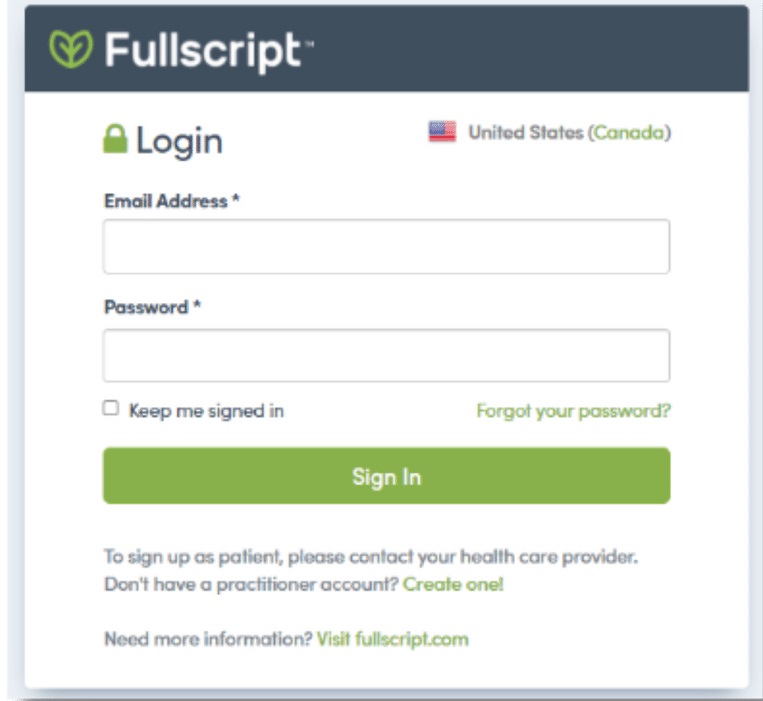 Fullscript™
Login
United States (Canada)
Email Address *
Password *
Keep me signed in
Forgot your password?
Sign In
To sign up as patient, please contact your health care provider.
Don't have a practitioner account? Create one!
Need more information? Visit fullscript.com